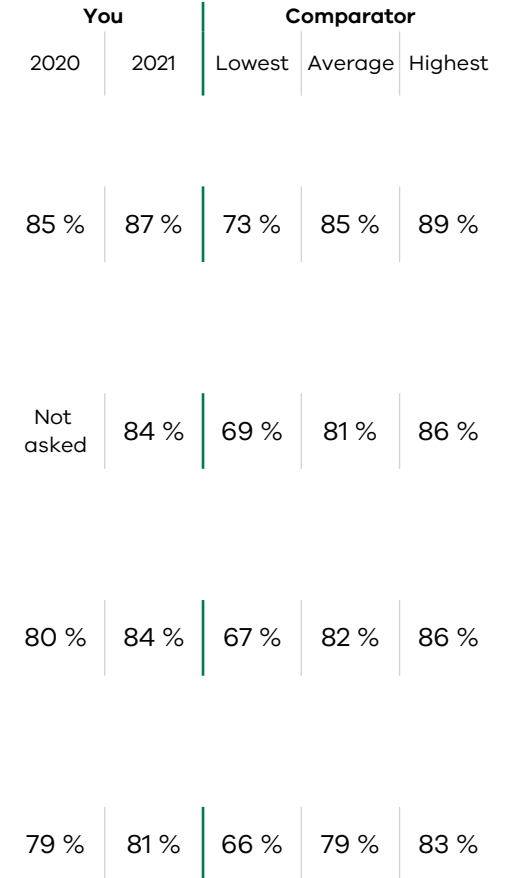 You Comparator
2020 2021 Lowest Average Highest
85 % 87 % 73 % 85 % 89 %
Not
asked 84 % 69 % 81 % 86 %
80 % 84 % 67 % 82 % 86 %
79 % 81 % 66 % 79 % 83 %